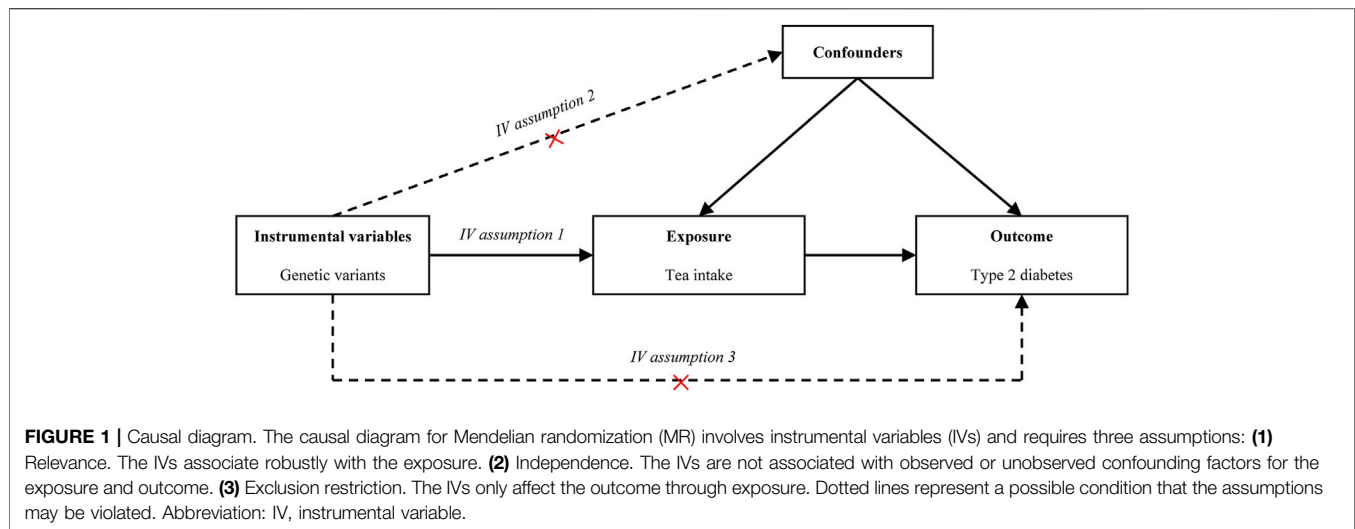 Confounders
IV assumption 2
Instrumental variables
Genetic variants
IV assumption 1
Exposure
Tea intake
Outcome
Type 2 diabetes
IV assumption 3
FIGURE 1 | Causal diagram. The causal diagram for Mendelian randomization (MR) involves instrumental variables (IVs) and requires three assumptions: (1)
Relevance. The IVs associate robustly with the exposure. (2) Independence. The IVs are not associated with observed or unobserved confounding factors for the
exposure and outcome. (3) Exclusion restriction. The IVs only affect the outcome through exposure. Dotted lines represent a possible condition that the assumptions
may be violated. Abbreviation: IV, instrumental variable.